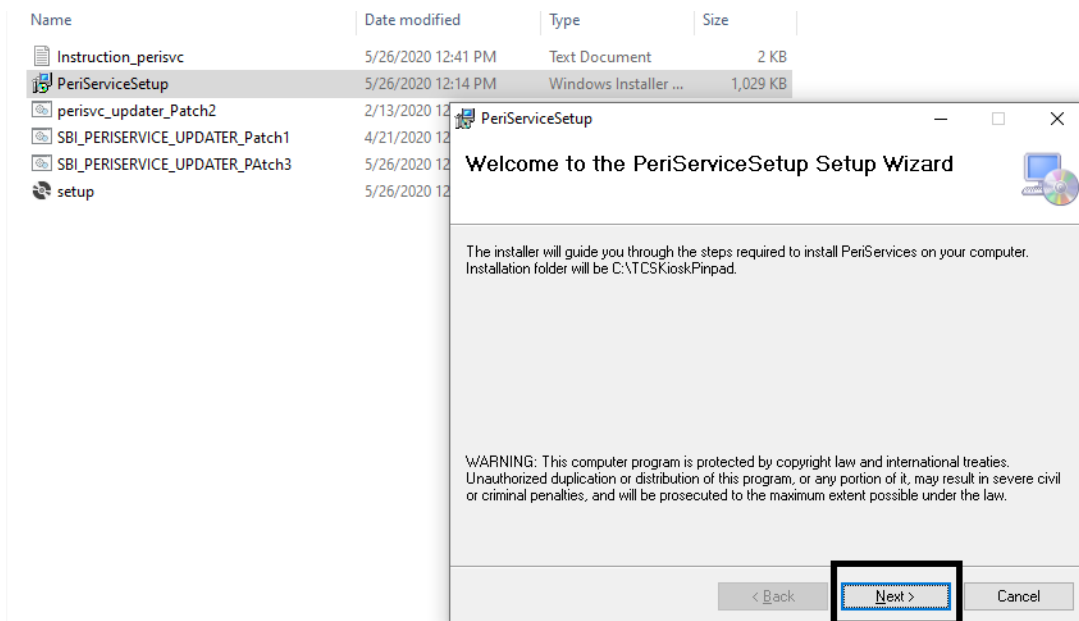 Name Date modified Type Size
Instruction_perisvc 5/26/2020 12:41 PM Text Document 2 KB
PeriServiceSetup 5/26/2020 12:14 PM Windows Installer ... 1,029 KB
perisvc_updater_Patch2 2/13/2020 12
SBI_PERISERVICE_UPDATER_Patch1 4/21/2020 12
SBI_PERISERVICE_UPDATER_PAtch3 5/26/2020 12
setup 5/26/2020 12
PeriServiceSetup
Welcome to the PeriServiceSetup Setup Wizard
The installer will guide you through the steps required to install PeriServices on your computer.
Installation folder will be C:\TCSKioskPinpad.
WARNING: This computer program is protected by copyright law and international treaties.
Unauthorized duplication or distribution of this program, or any portion of it, may result in severe civil
or criminal penalties, and will be prosecuted to the maximum extent possible under the law.
< Back Next > Cancel